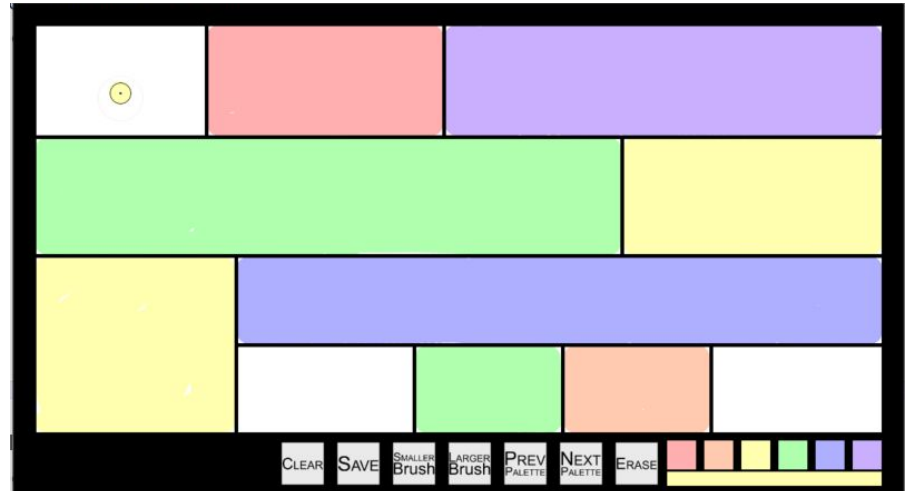 CLEAR
SAVE
SMALLER
Brush
LARGER
Brush
PREV
PALETTE
NEXT
PALETTE
ERASE